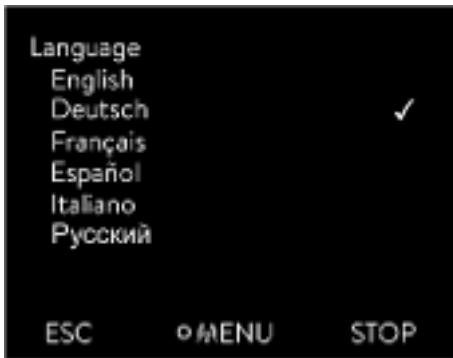 Language
English
Deutsch ✓
Français
Español
Italiano
Русский
ESC MENU STOP